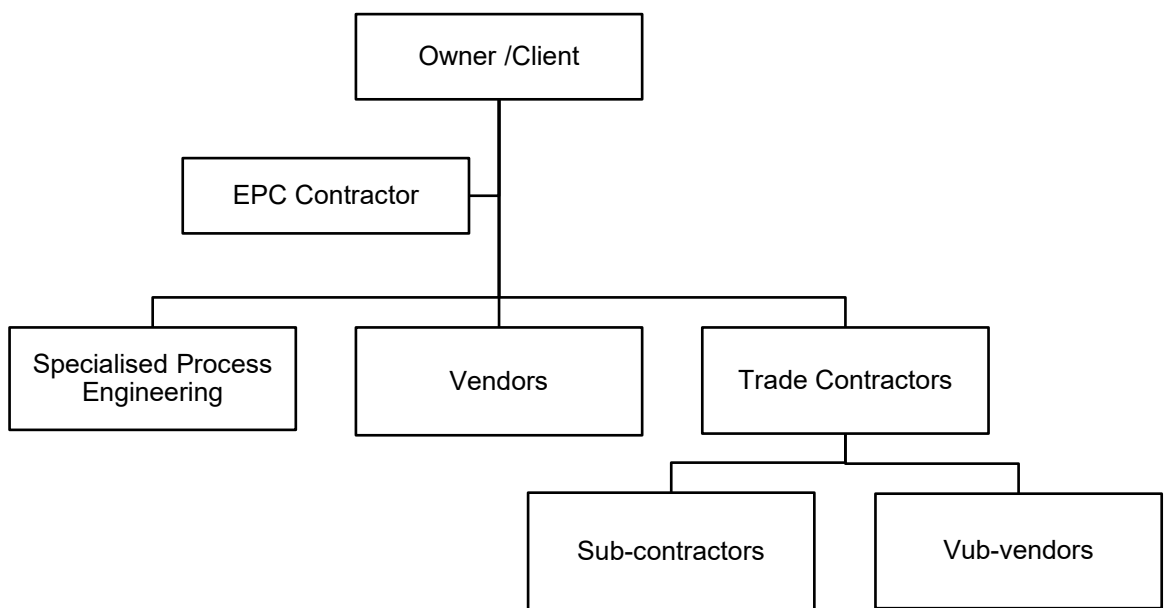 Owner /Client
EPC Contractor
Specialised Process
Engineering
Vendors
Trade Contractors
Sub-contractors
Vub-vendors